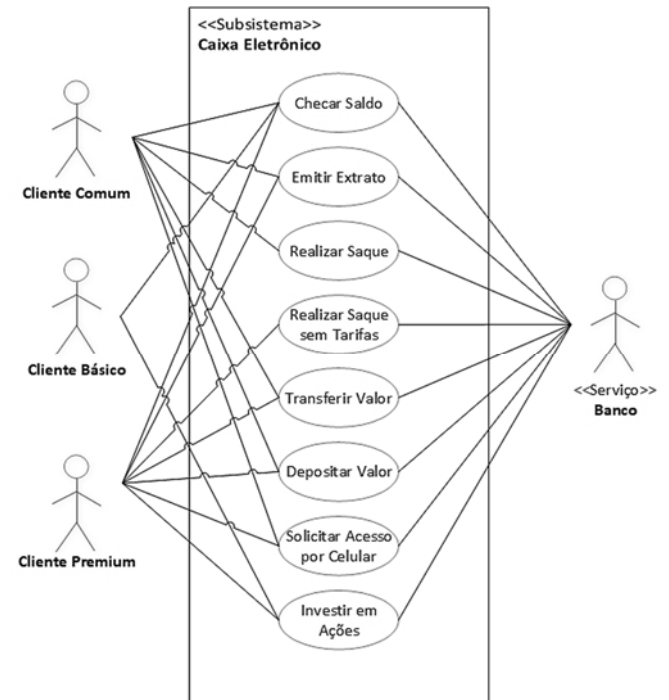 <<Subsistema>>
Caixa Eletrônico
Checar Saldo
Cliente Comum
Emitir Extrato
Realizar Saque
Cliente Básico
Realizar Saque
sem Tarifas
<<Serviço>>
Banco
Transferir Valor
Depositar Valor
Cliente Premium
Solicitar Acesso
por Celular
Investir em
Ações